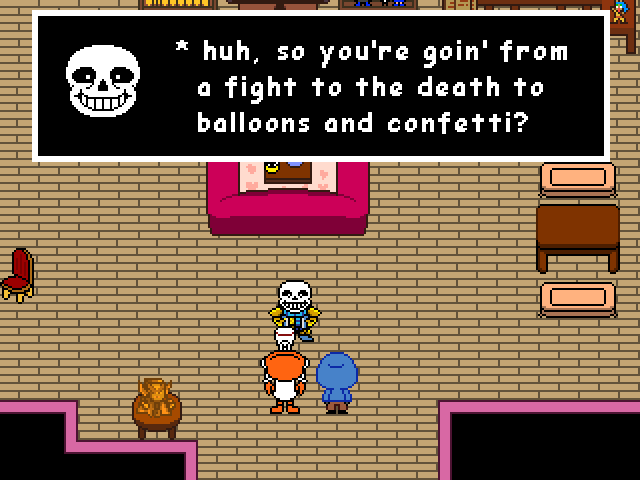 * huh, so you're goin' from
a fight to the death to
balloons and confetti?